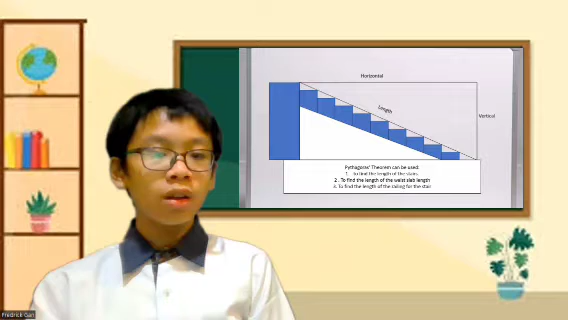 Horizontal
Length
Vertical
Pythagoras' Theorem can be used:
1. To find the length of the stairs
2. To find the length of the waist slab length
3. To find the length of the railing for the stair
Fredrick Gan